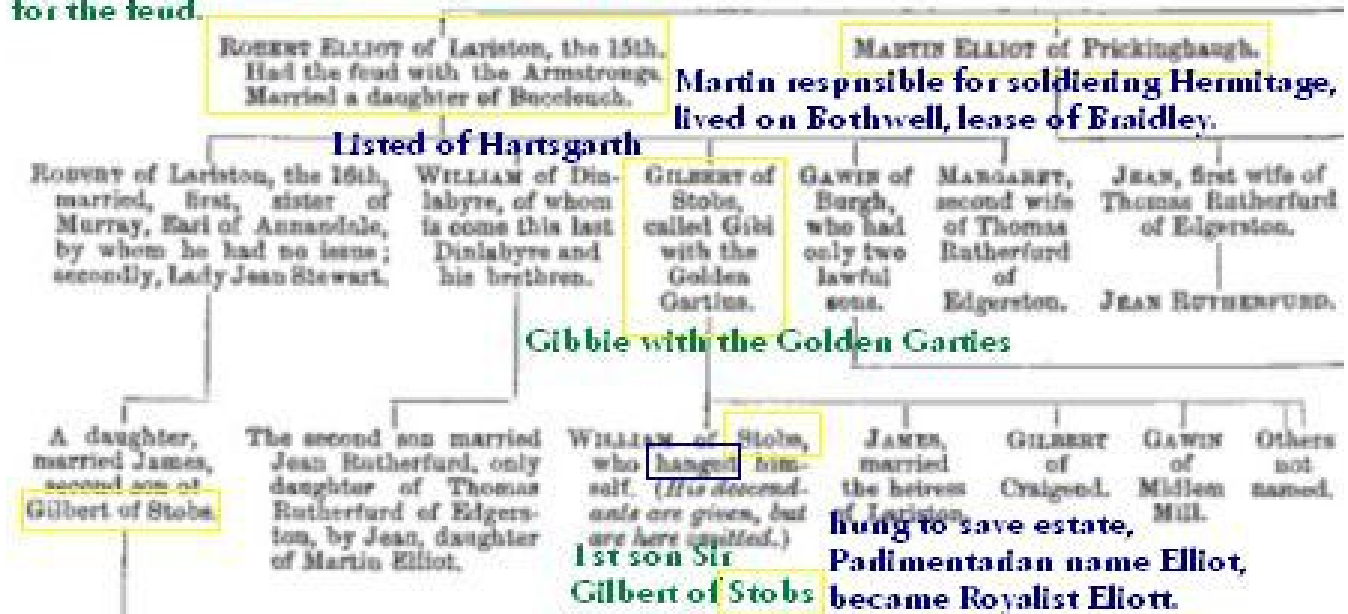 for the feud.
ROBERT ELLIOT of Lariston, the 15th.
Had the feud with the Armstrongs.
Married a daughter of Buccleuch.
MARTIN ELLIOT of Prickinghaugh.
Martin respnsible for soldiering Hermitage,
lived on Bothwell, lease of Braidley.
Listed of Hartsgarth
ROBERT of Lariston, the 16th,
married, first, sister of
Murray, Earl of Annandale,
by whom he had no issue;
secondly, Lady Jean Stewart.
WILLIAM of Din-
labyre, of whom
is come this last
Dinlabyre and
his brethren.
GILBERT of
Stobs,
called Gibi
with the
Golden
Gartins.
GAWIN of
Burgh,
who had
only two
lawful
sons.
MARGARET,
second wife
of Thomas
Rutherfurd
of
Edgerston.
JEAN, first wife of
Thomas Rutherfurd
of Edgerston.
JEAN RUTHERFURD.
Gibbie with the Golden Garties
A daughter,
married James,
second son of
Gilbert of Stobs.
The second son married
Jean Rutherfurd, only
daughter of Thomas
Rutherfurd of Edgers-
ton, by Jean, daughter
of Martin Elliot.
WILLIAM of Stobs,
who hanged him-
self. (His descend-
ants are given, but
are here omitted.)
JAMES,
married
the heiress
of Lariston.
GILBERT
of
Craigend.
GAWIN
of
Midlem
Mill.
Others
not
named.
1st son Sir
Gilbert of Stobs
hung to save estate,
Padimentarian name Elliot,
became Royalist Eliott.